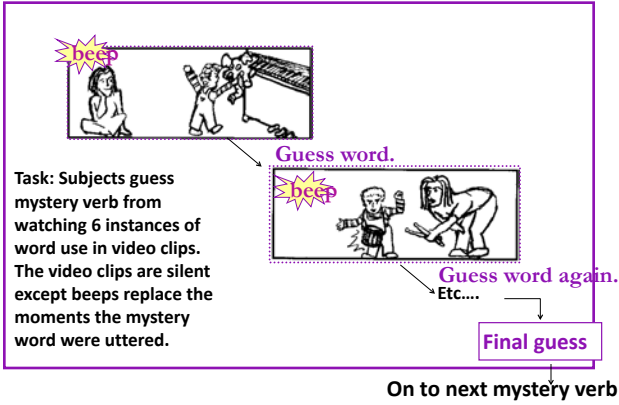 beep
Guess word.
beep
Task: Subjects guess
mystery verb from
watching 6 instances of
word use in video clips.
The video clips are silent
except beeps replace the
moments the mystery
word were uttered.
Guess word again.
Etc....
Final guess
On to next mystery verb